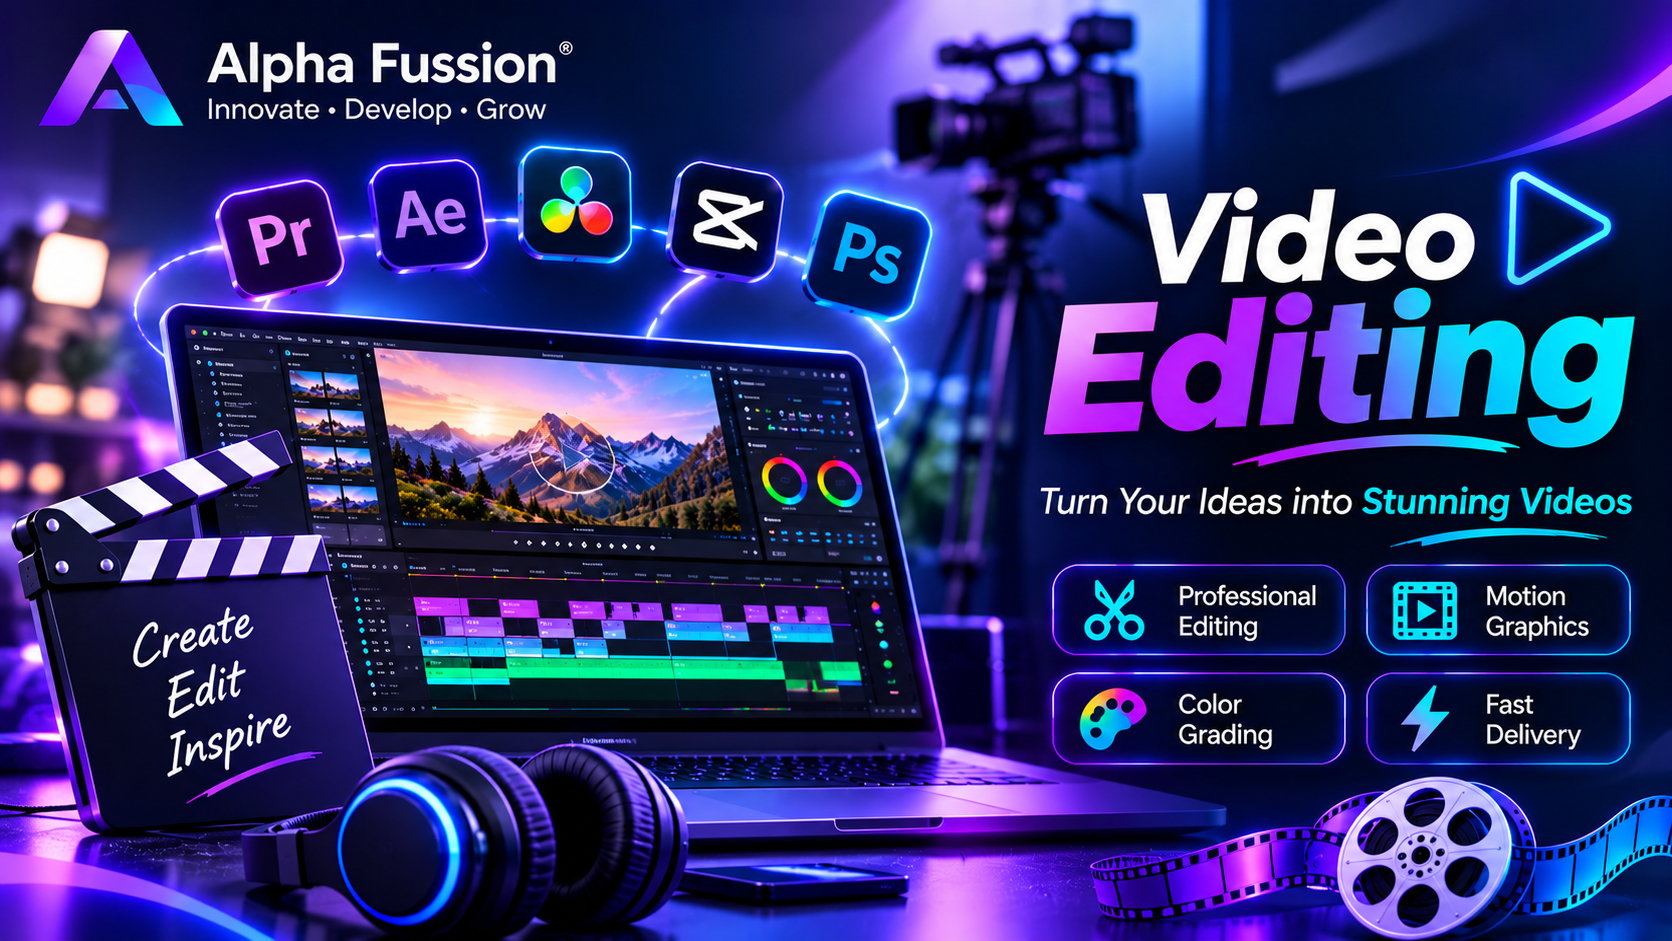 Alpha Fussion®
Innovate • Develop • Grow
Pr
Ae
Ps
Video
Editing
Turn Your Ideas into Stunning Videos
Professional
Editing
Motion
Graphics
Color
Grading
Fast
Delivery
Create
Edit
Inspire